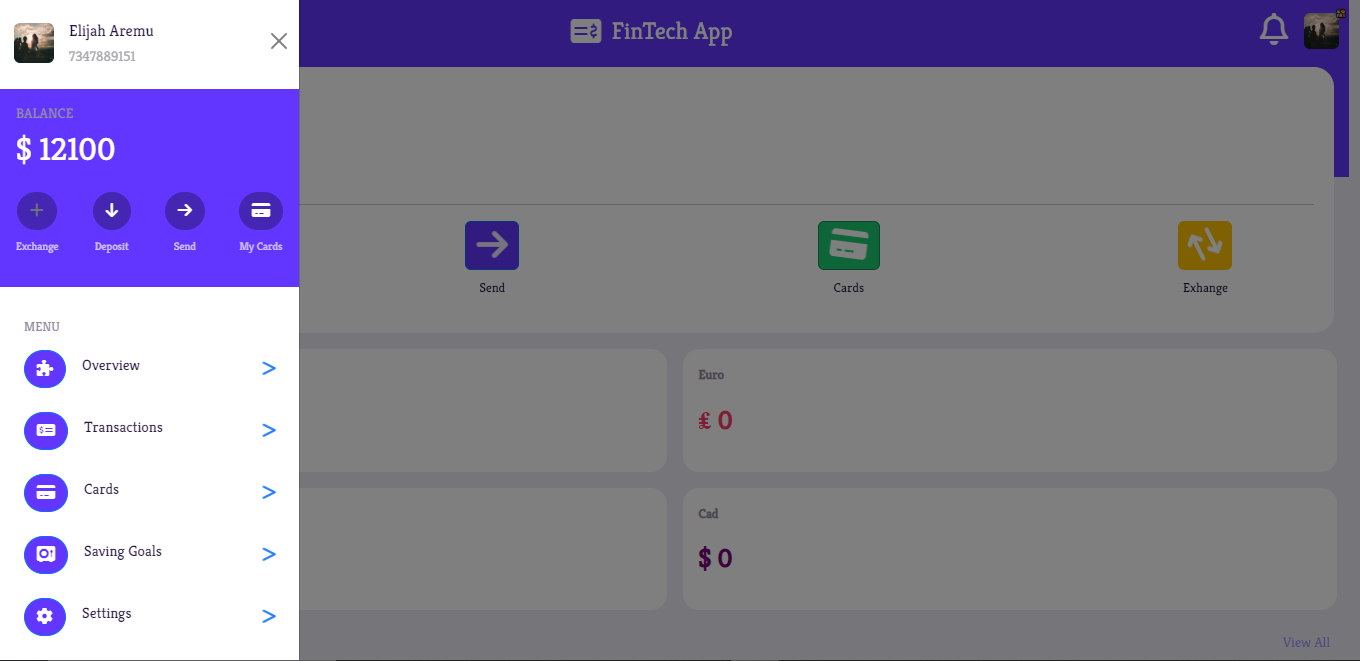 Elijah Aremu
7347889151
FinTech App
BALANCE
$ 12100
Exchange
Deposit
Send
My Cards
Send
Cards
Exhange
MENU
Overview
>
Transactions
>
Cards
>
Saving Goals
>
Settings
>
Euro
₤ 0
Cad
$ 0
View All